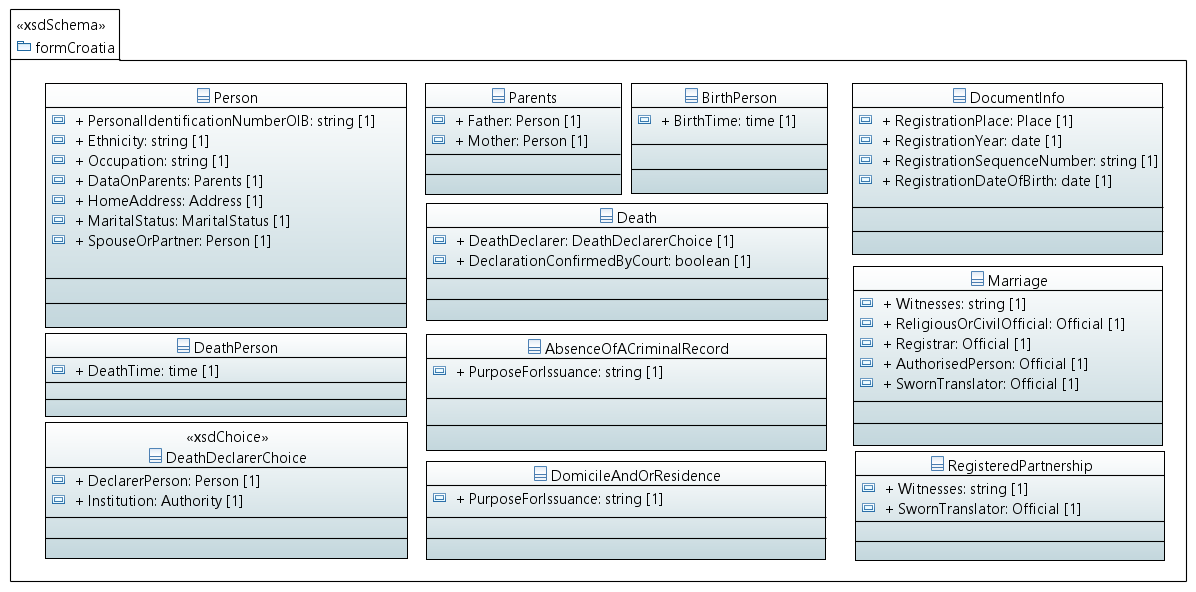 «xsdSchema»
formCroatia
Person
+ PersonalIdentificationNumberOIB: string [1]
+ Ethnicity: string [1]
+ Occupation: string [1]
+ DataOnParents: Parents [1]
+ HomeAddress: Address [1]
+ MaritalStatus: MaritalStatus [1]
+ SpouseOrPartner: Person [1]
DeathPerson
+ DeathTime: time [1]
«xsdChoice»
DeathDeclarerChoice
+ DeclarerPerson: Person [1]
+ Institution: Authority [1]
Parents
+ Father: Person [1]
+ Mother: Person [1]
BirthPerson
+ BirthTime: time [1]
Death
+ DeathDeclarer: DeathDeclarerChoice [1]
+ DeclarationConfirmedByCourt: boolean [1]
AbsenceOfACriminalRecord
+ PurposeForIssuance: string [1]
DomicileAndOrResidence
+ PurposeForIssuance: string [1]
DocumentInfo
+ RegistrationPlace: Place [1]
+ RegistrationYear: date [1]
+ RegistrationSequenceNumber: string [1]
+ RegistrationDateOfBirth: date [1]
Marriage
+ Witnesses: string [1]
+ ReligiousOrCivilOfficial: Official [1]
+ Registrar: Official [1]
+ AuthorisedPerson: Official [1]
+ SwornTranslator: Official [1]
RegisteredPartnership
+ Witnesses: string [1]
+ SwornTranslator: Official [1]